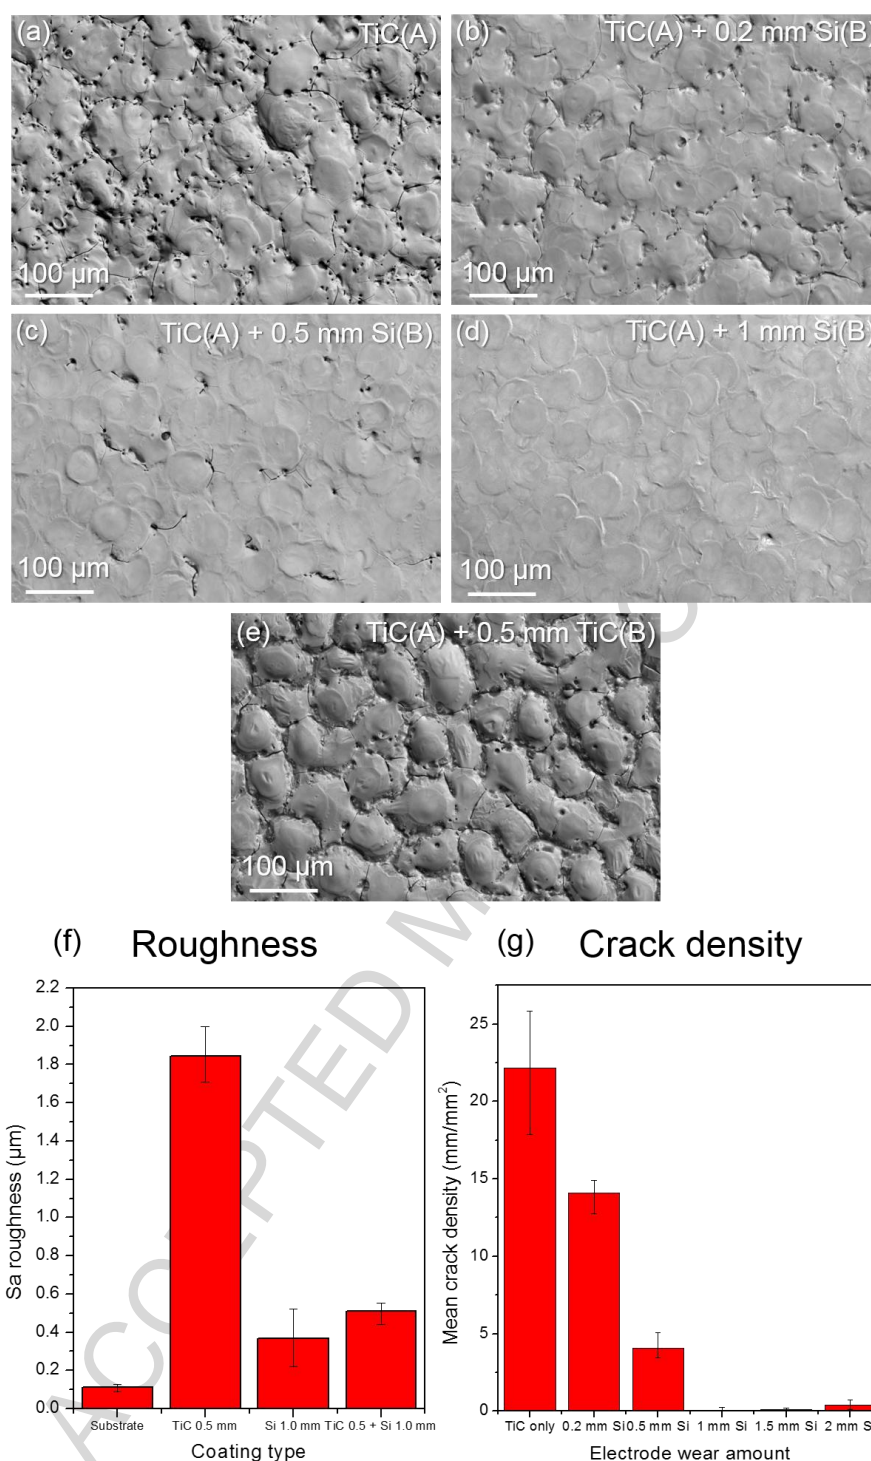 (a) TiC(A)
100 µm
(b) TiC(A) + 0.2 mm Si(B)
100 µm
(c) TiC(A) + 0.5 mm Si(B)
100 µm
(d) TiC(A) + 1 mm Si(B)
100 µm
(e) TiC(A) + 0.5 mm TiC(B)
100 µm
(f) Roughness
2.2
2.0
1.8
1.6
1.4
1.2
1.0
0.8
0.6
0.4
0.2
0.0
Sa roughness (µm)
Substrate TiC 0.5 mm Si 1.0 mm TiC 0.5 + Si 1.0 mm
Coating type
(g) Crack density
25
20
15
10
5
0
Mean crack density (mm/mm²)
TiC only 0.2 mm Si 0.5 mm Si 1 mm Si 1.5 mm Si 2 mm S
Electrode wear amount
ACCEPTED M